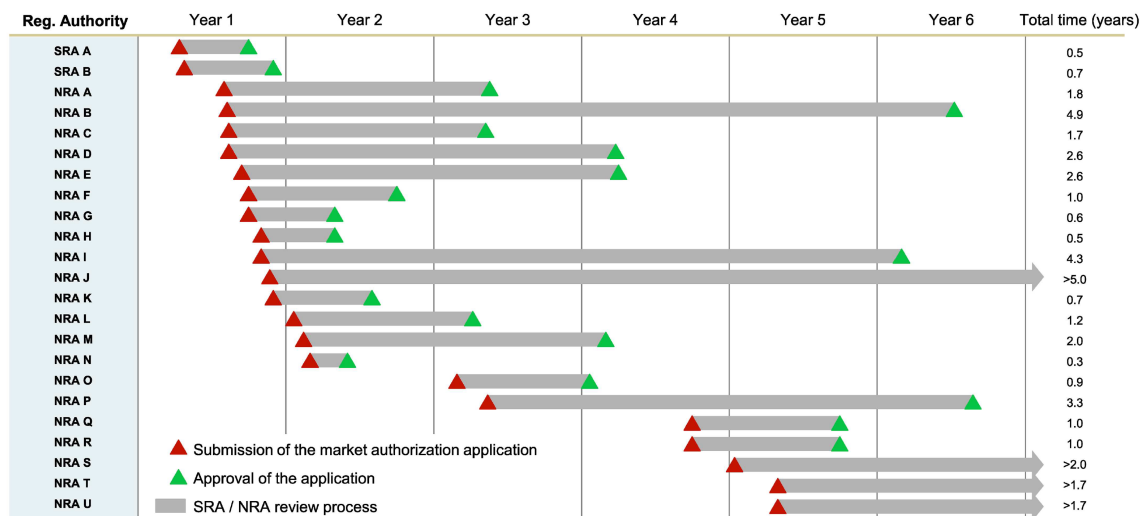 Reg. Authority Year 1 Year 2 Year 3 Year 4 Year 5 Year 6 Total time (years)
SRA A 0.5
SRA B 0.7
NRA A 1.8
NRA B 4.9
NRA C 1.7
NRA D 2.6
NRA E 2.6
NRA F 1.0
NRA G 0.6
NRA H 0.5
NRA I 4.3
NRA J >5.0
NRA K 0.7
NRA L 1.2
NRA M 2.0
NRA N 0.3
NRA O 0.9
NRA P 3.3
NRA Q 1.0
NRA R 1.0
NRA S >2.0
NRA T >1.7
NRA U >1.7
Submission of the market authorization application
Approval of the application
SRA / NRA review process